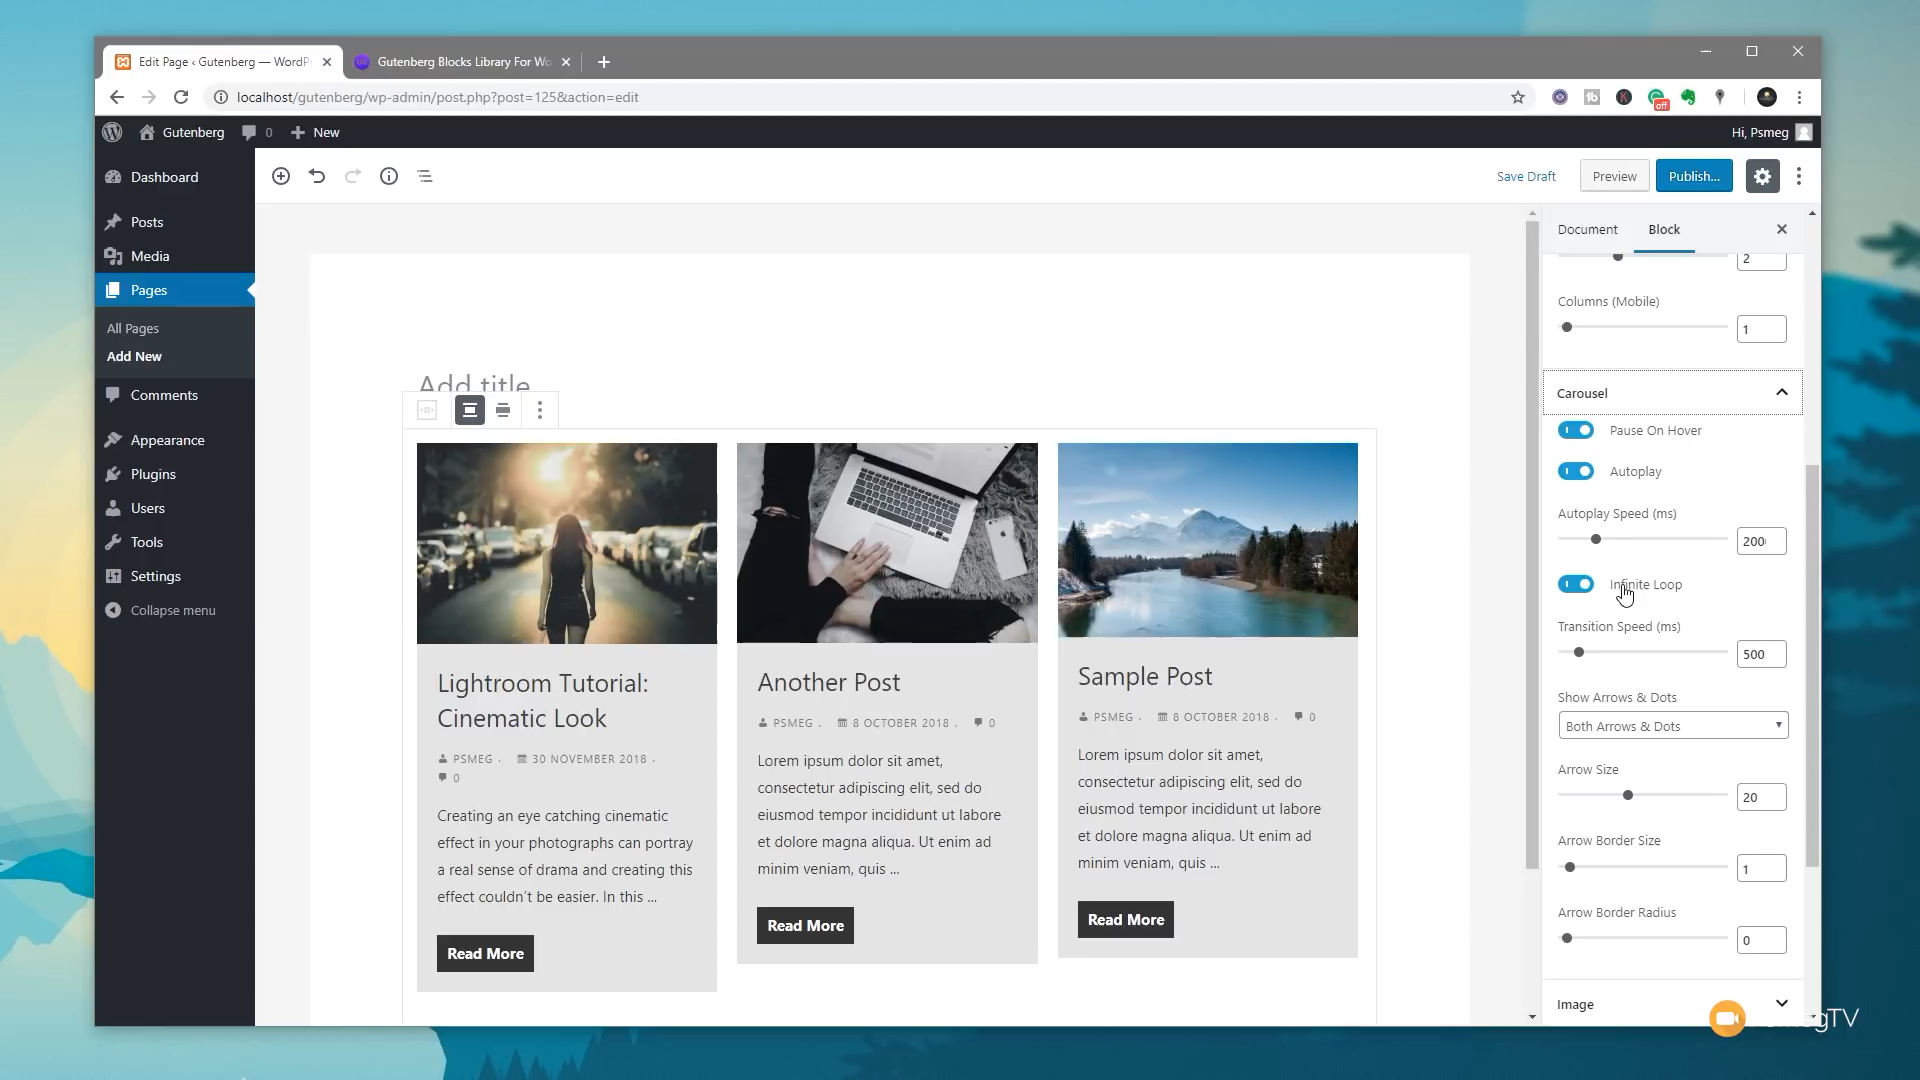 Edit Page ‹ Gutenberg — WordP
Gutenberg Blocks Library For Wo
localhost/gutenberg/wp-admin/post.php?post=125&action=edit
off
Gutenberg
0
New
Hi, Psmeg
Dashboard
Posts
Media
Pages
All Pages
Add New
Comments
Appearance
Plugins
Users
Tools
Settings
Collapse menu
Save Draft
Preview
Publish...
Add title
Lightroom Tutorial:
Cinematic Look
PSMEG .
30 NOVEMBER 2018 .
0
Creating an eye catching cinematic
effect in your photographs can portray
a real sense of drama and creating this
effect couldn't be easier. In this ...
Read More
Another Post
PSMEG .
8 OCTOBER 2018 .
0
Lorem ipsum dolor sit amet,
consectetur adipiscing elit, sed do
eiusmod tempor incididunt ut labore
et dolore magna aliqua. Ut enim ad
minim veniam, quis ...
Read More
Sample Post
PSMEG .
8 OCTOBER 2018 .
0
Lorem ipsum dolor sit amet,
consectetur adipiscing elit, sed do
eiusmod tempor incididunt ut labore
et dolore magna aliqua. Ut enim ad
minim veniam, quis ...
Read More
Document
Block
2
Columns (Mobile)
1
Carousel
Pause On Hover
Autoplay
Autoplay Speed (ms)
200
Infinite Loop
Transition Speed (ms)
500
Show Arrows & Dots
Both Arrows & Dots
Arrow Size
20
Arrow Border Size
1
Arrow Border Radius
0
Image